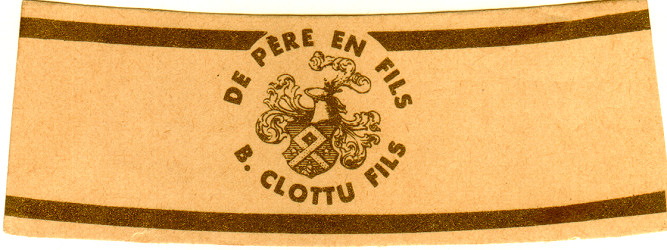 DE PÈRE EN FILS
B. CLOTTU FILS